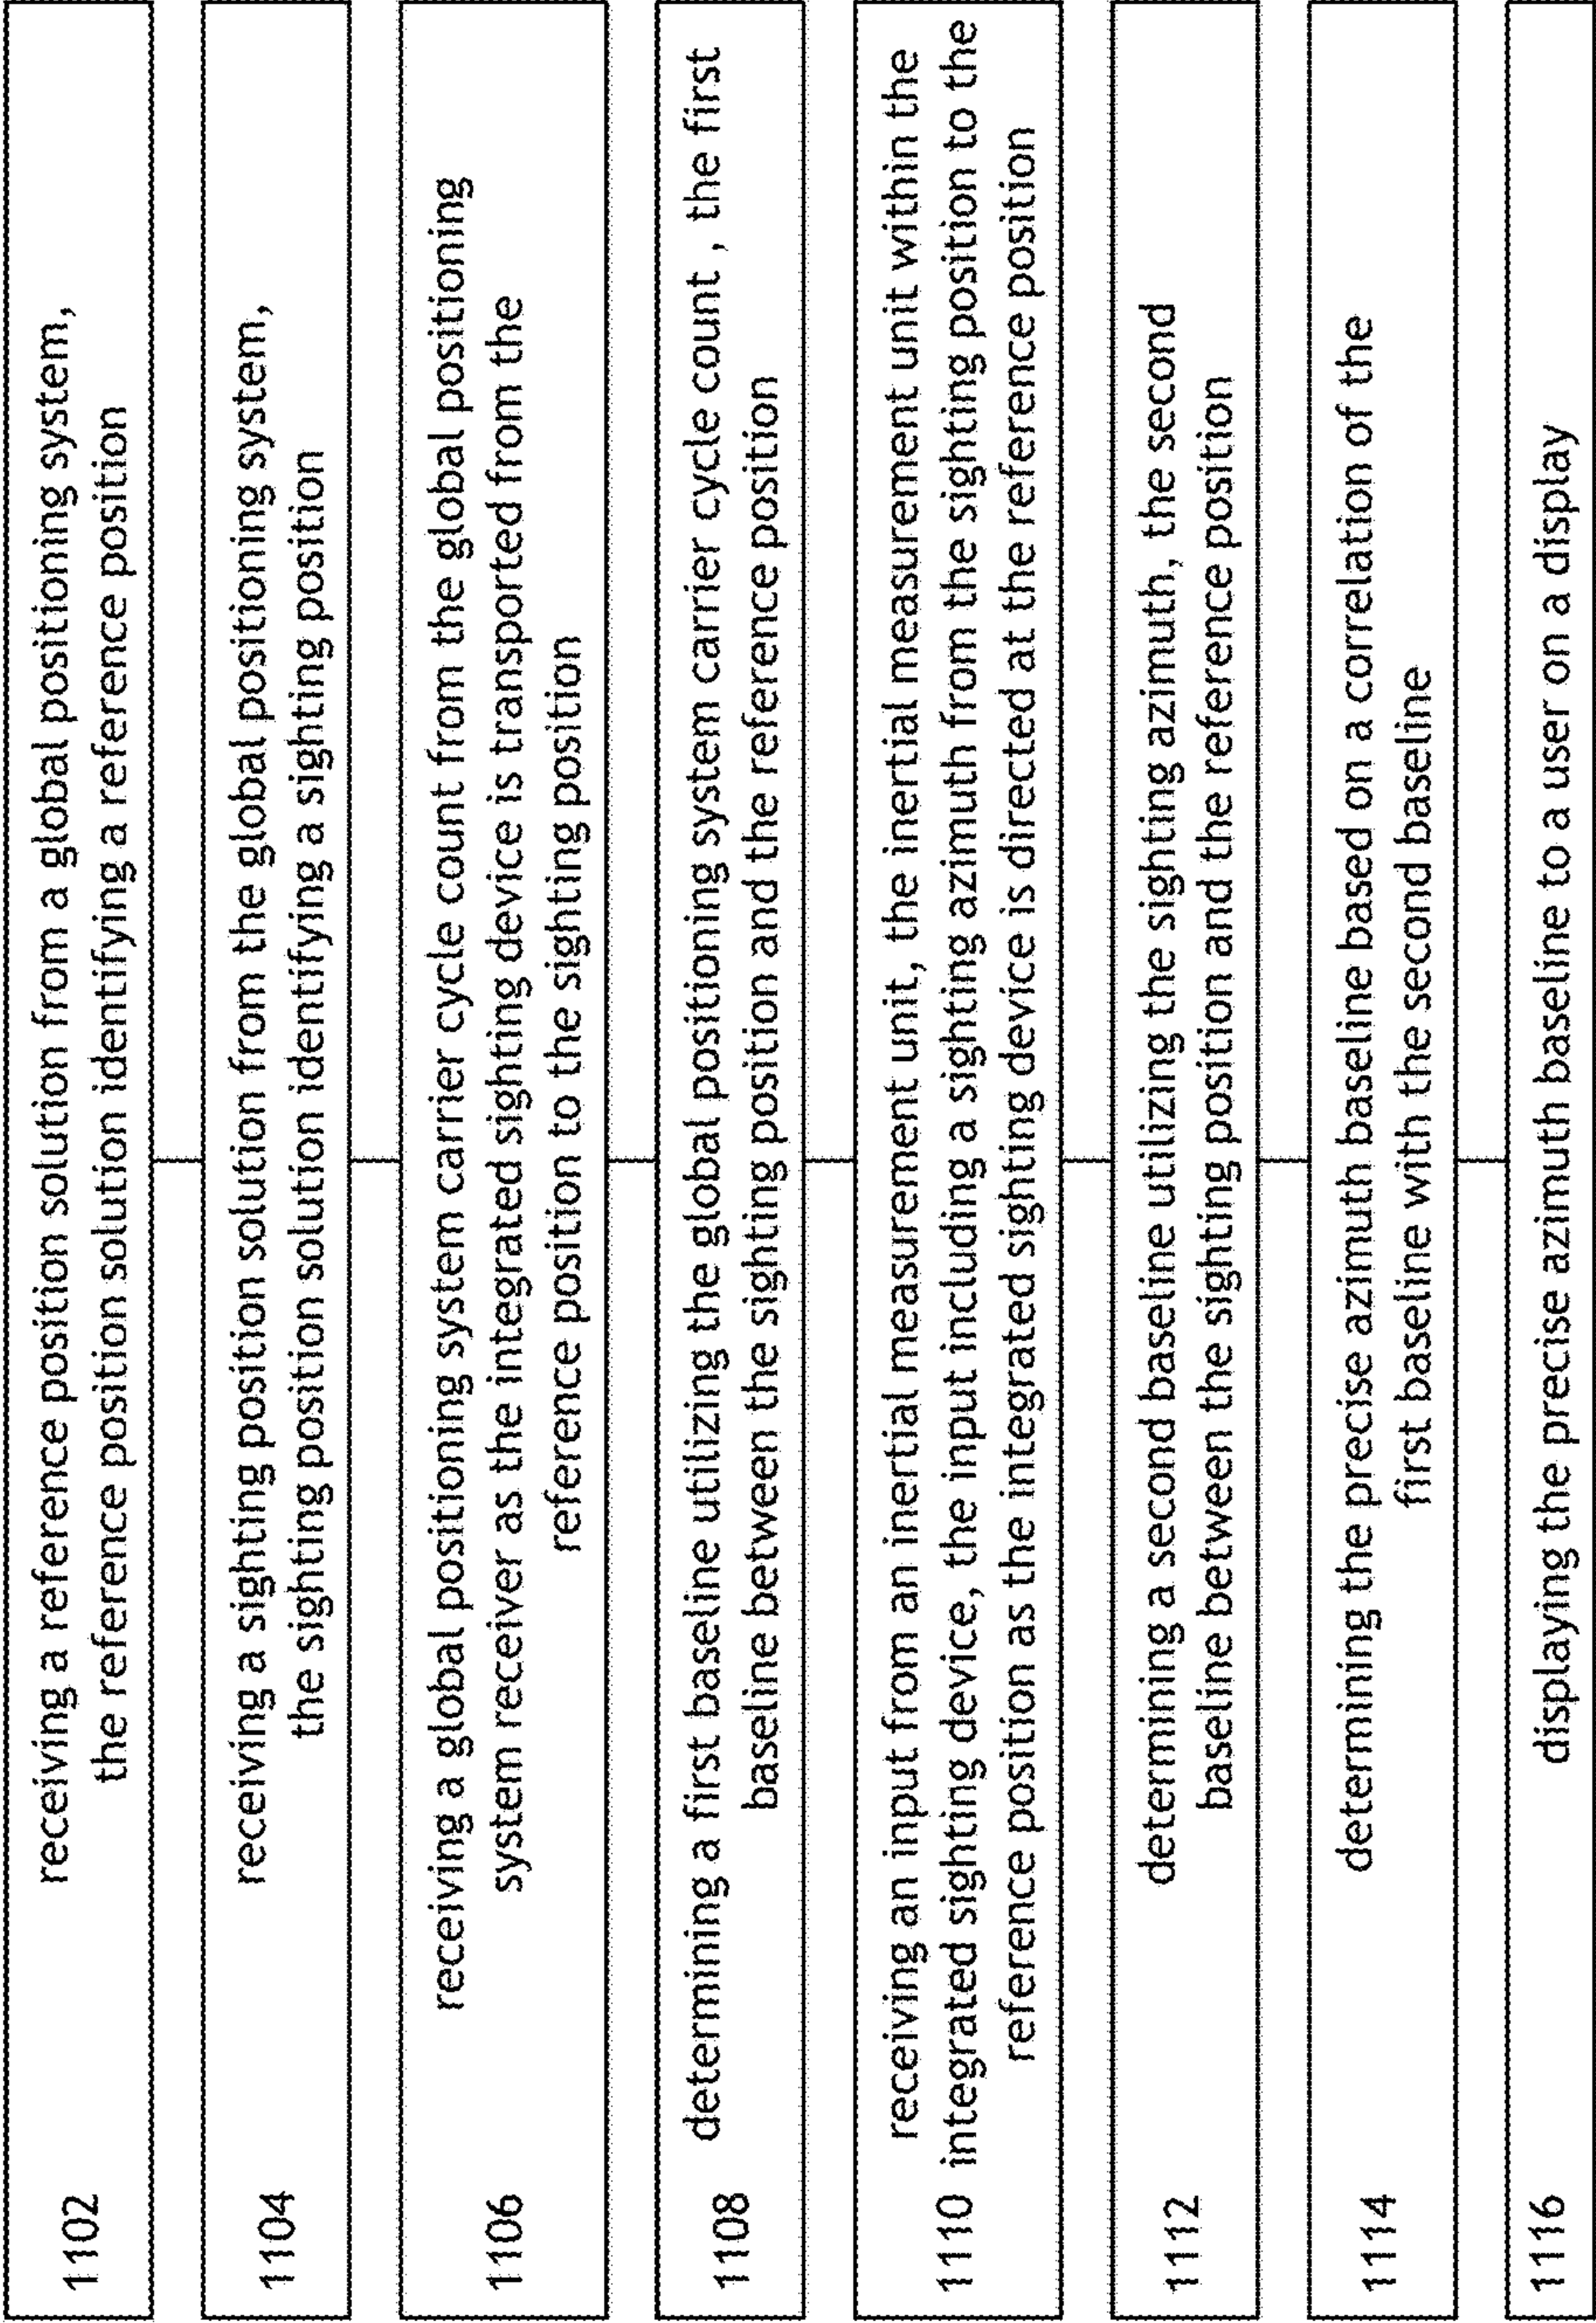 1102 receiving a reference position solution from a global positioning system,
the reference position solution identifying a reference position
1104 receiving a sighting position solution from the global positioning system,
the sighting position solution identifying a sighting position
receiving a global positioning system carrier cycle count from the global positioning
1106 system receiver as the integrated sighting device is transported from the
reference position to the sighting position
1108 determining a first baseline utilizing the global positioning system carrier cycle count , the first
baseline between the sighting position and the reference position
receiving an input from an inertial measurement unit, the inertial measurement unit within the
1110 integrated sighting device, the input including a sighting azimuth from the sighting position to the
reference position as the integrated sighting device is directed at the reference position
1112 determining a second baseline utilizing the sighting azimuth, the second
baseline between the sighting position and the reference position
1114 determining the precise azimuth baseline based on a correlation of the
first baseline with the second baseline
1116 displaying the precise azimuth baseline to a user on a display